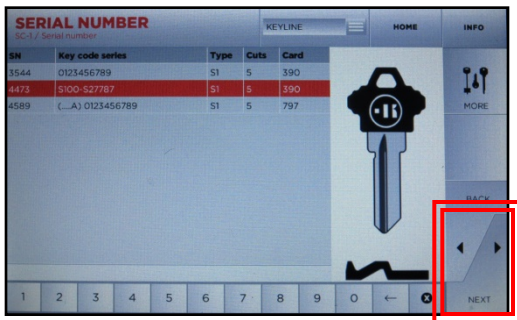 SERIAL NUMBER
SC-1 / Serial number
KEYLINE
HOME
INFO
SN Key code series Type Cuts Card
3544 0123456789 S1 5 390
4473 S100-S27787 S1 5 390
4589 (.....A) 0123456789 S1 5 797
MORE
BACK
NEXT
1 2 3 4 5 6 7 8 9 0 ←